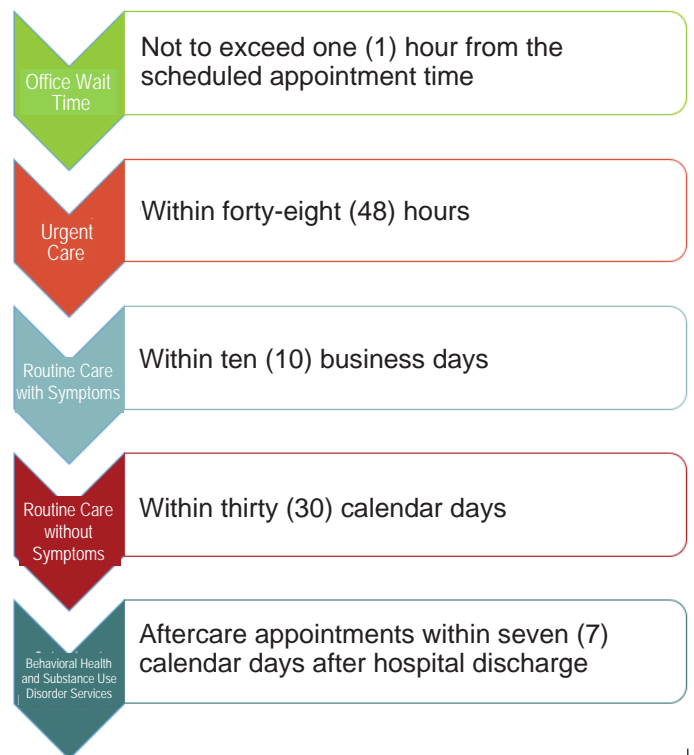 Office Wait
Time
Not to exceed one (1) hour from the
scheduled appointment time
Urgent
Care
Within forty-eight (48) hours
Routine Care
with Symptoms
Within ten (10) business days
Routine Care
without
Symptoms
Within thirty (30) calendar days
Behavioral Health
and Substance Use
Disorder Services
Aftercare appointments within seven (7)
calendar days after hospital discharge